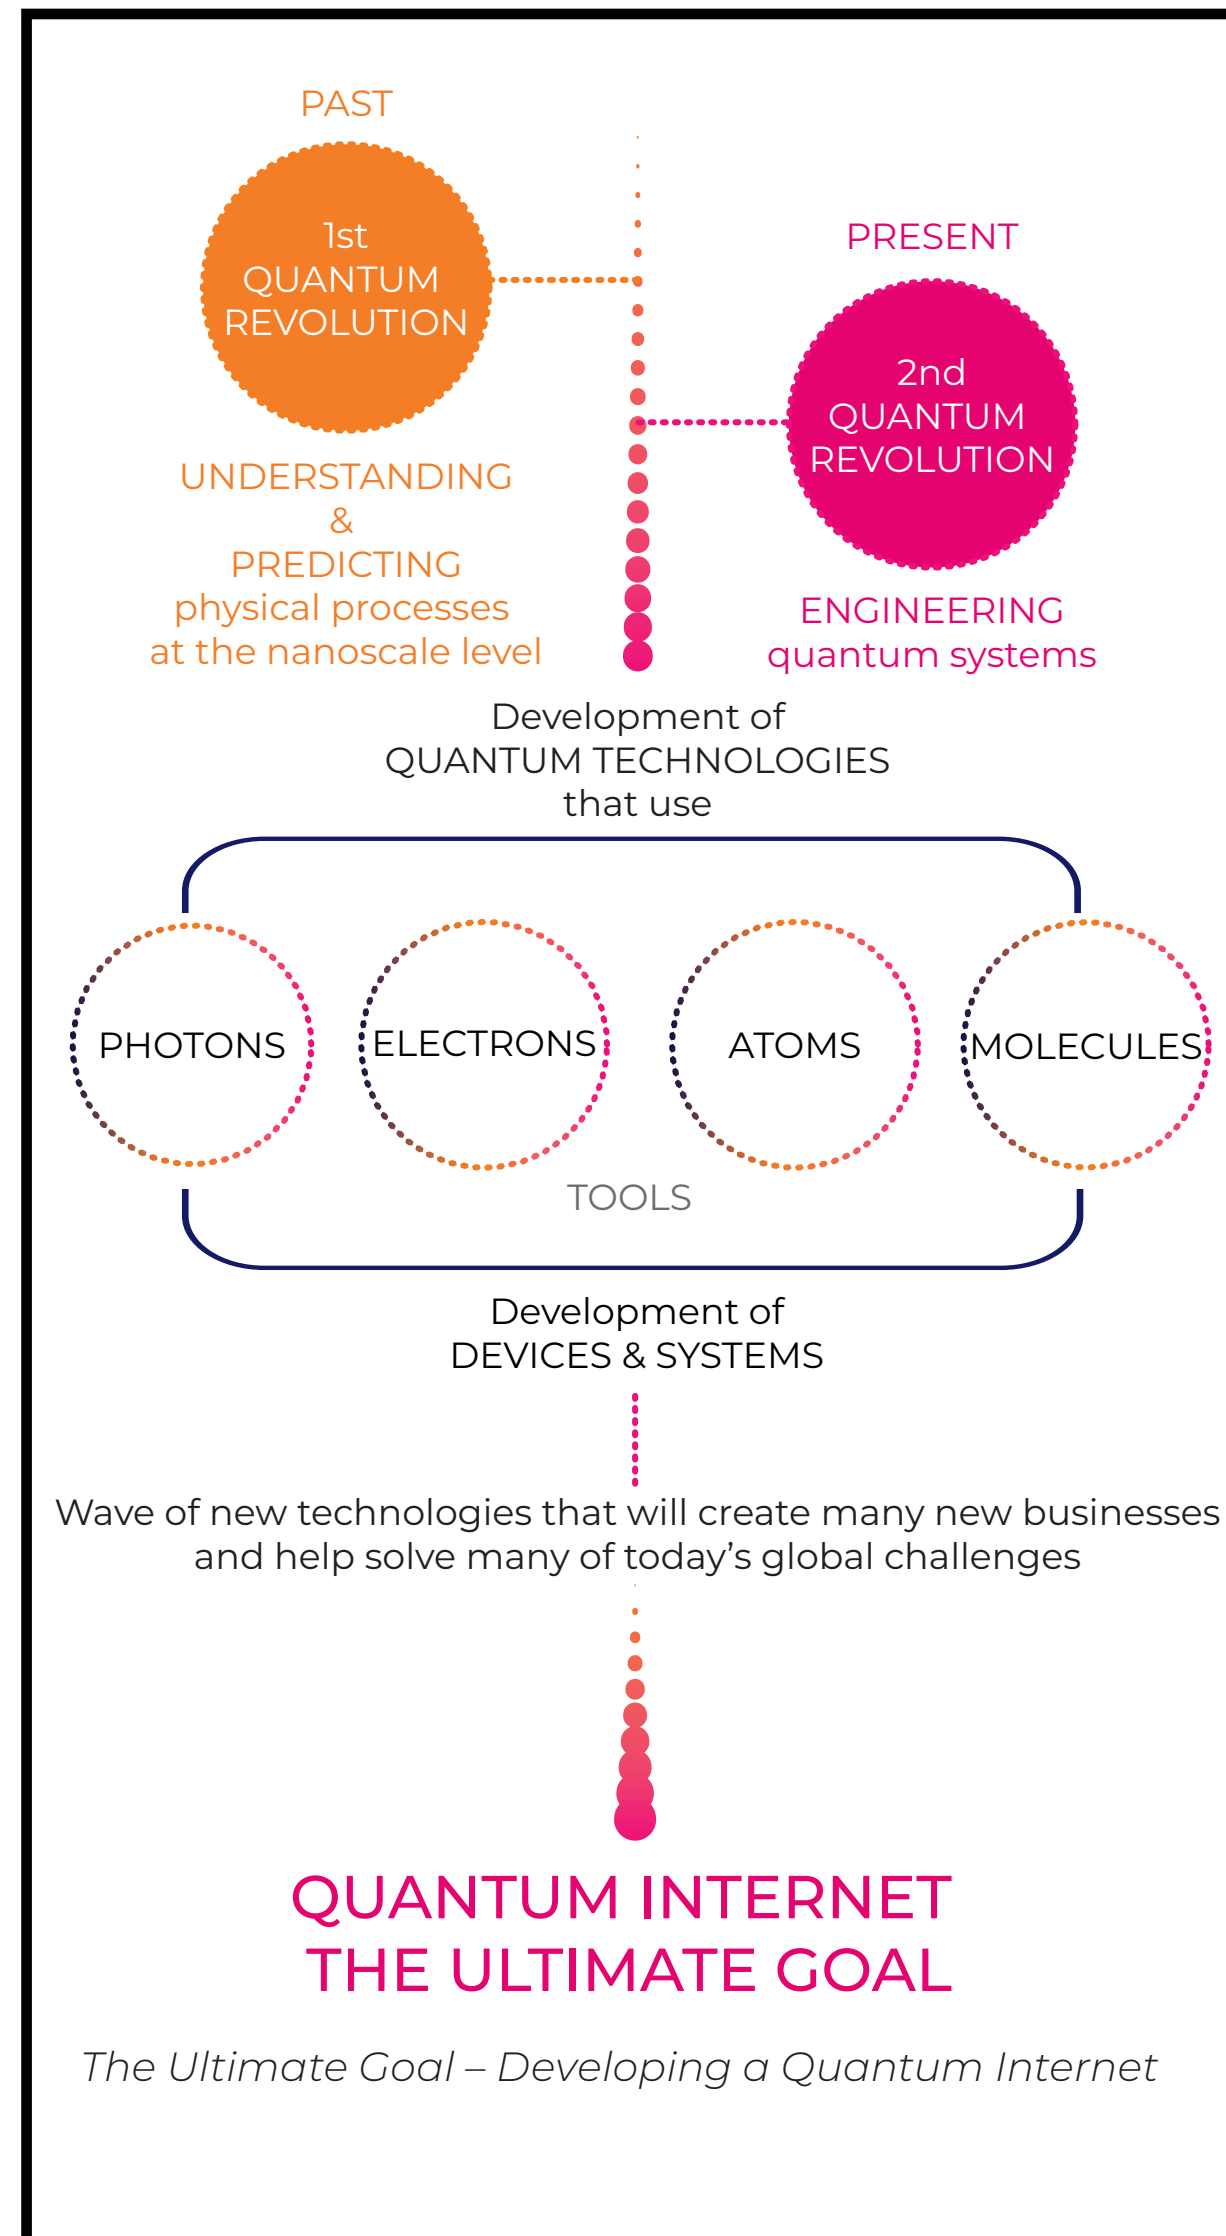 PAST
1st
QUANTUM
REVOLUTION
UNDERSTANDING
&
PREDICTING
physical processes
at the nanoscale level
PRESENT
2nd
QUANTUM
REVOLUTION
ENGINEERING
quantum systems
Development of
QUANTUM TECHNOLOGIES
that use
PHOTONS
ELECTRONS
ATOMS
MOLECULES
TOOLS
Development of
DEVICES & SYSTEMS
Wave of new technologies that will create many new businesses
and help solve many of today’s global challenges
QUANTUM INTERNET
THE ULTIMATE GOAL
The Ultimate Goal – Developing a Quantum Internet